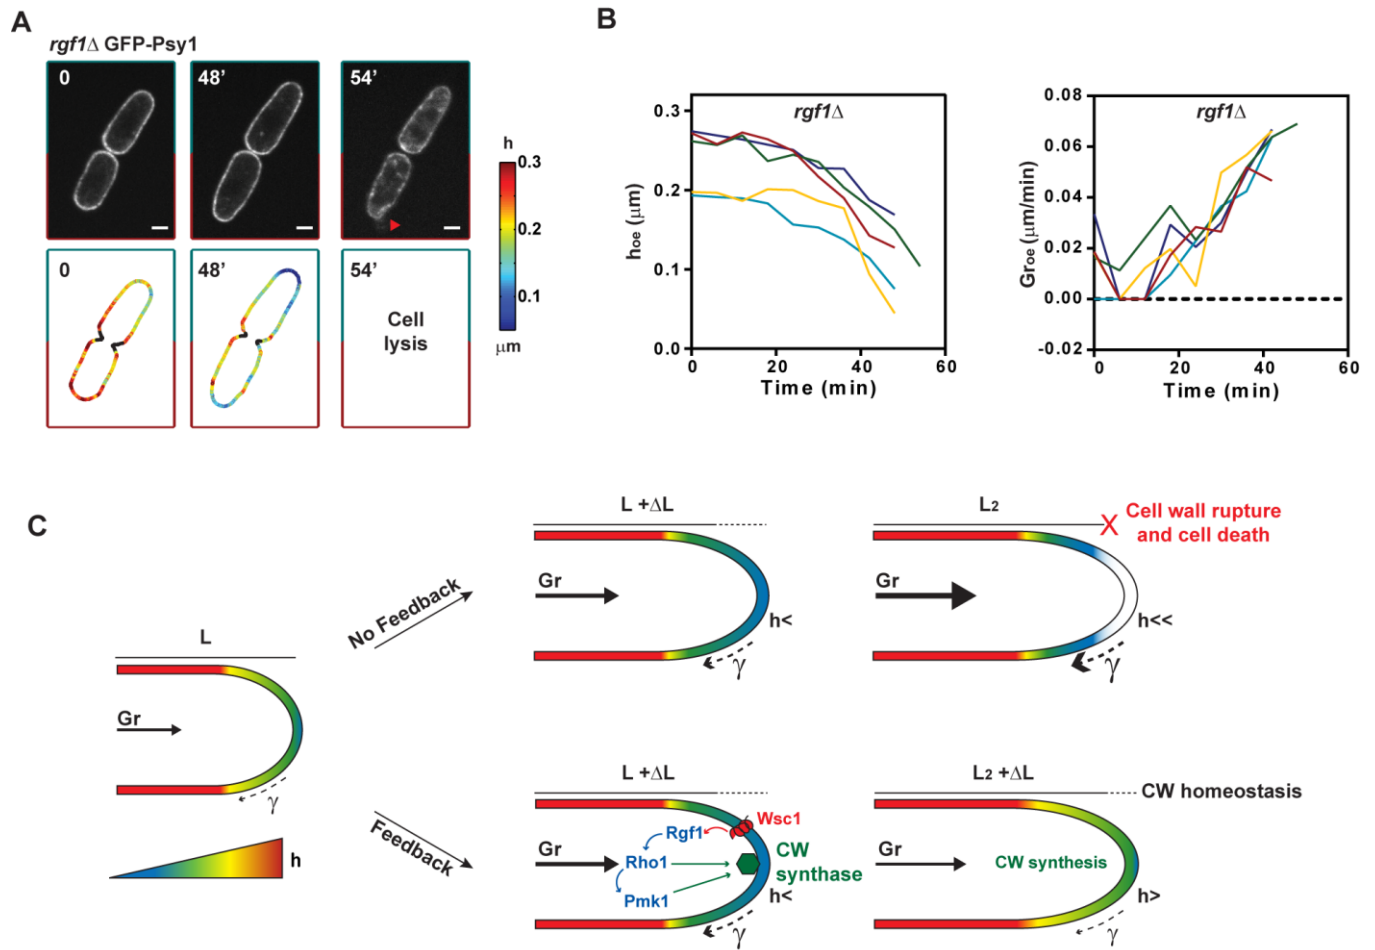 A
rgf1Δ GFP-Psy1
0
48’
54’
0
48’
54’
Cell
lysis
h
0.3
0.2
0.1
μm
B
rgf1Δ
0.3
0.2
0.1
0.0
hoe (μm)
0
20
40
60
Time (min)
rgf1Δ
0.08
0.06
0.04
0.02
0.00
-0.02
Groe (μm/min)
0
20
40
60
Time (min)
C
L
Gr
γ
h
No Feedback
Feedback
L +ΔL
Gr
h<
γ
L2
X Cell wall rupture
and cell death
Gr
h<<
γ
L +ΔL
Wsc1
Rgf1
Gr
Rho1
Pmk1
CW
synthase
h<
γ
L2 +ΔL
CW homeostasis
Gr
CW synthesis
h>
γ